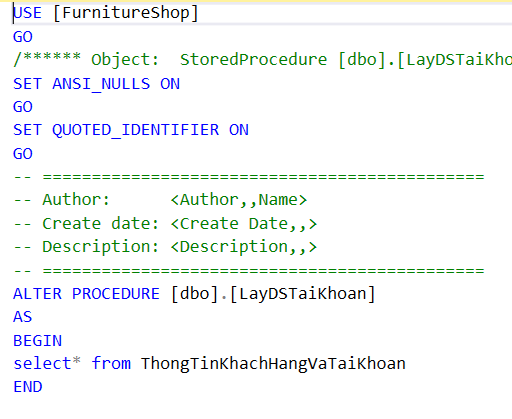 USE [FurnitureShop]
GO
/****** Object:  StoredProcedure [dbo].[LayDSTaiKho
SET ANSI_NULLS ON
GO
SET QUOTED_IDENTIFIER ON
GO
-- =============================================
-- Author:      <Author,,Name>
-- Create date: <Create Date,,>
-- Description: <Description,,>
-- =============================================
ALTER PROCEDURE [dbo].[LayDSTaiKhoan]
AS
BEGIN
select* from ThongTinKhachHangVaTaiKhoan
END